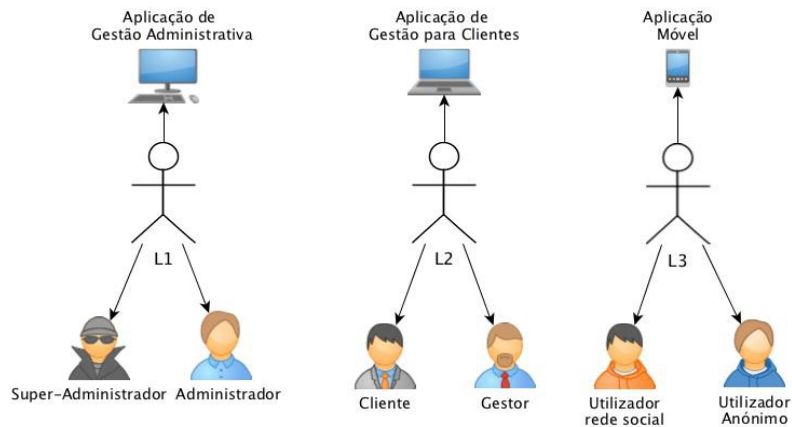 Aplicação de
Gestão Administrativa
Aplicação de
Gestão para Clientes
Aplicação
Móvel
L1
L2
L3
Super-Administrador
Administrador
Cliente
Gestor
Utilizador
rede social
Utilizador
Anónimo